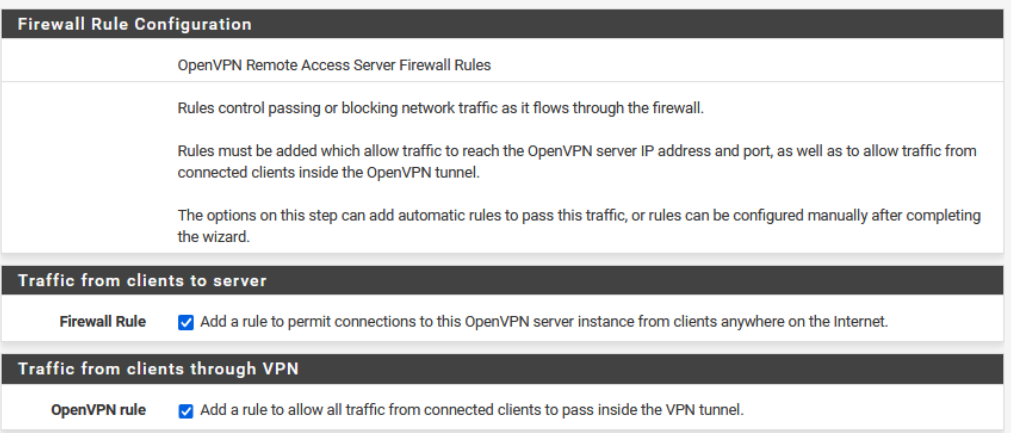 Firewall Rule Configuration
OpenVPN Remote Access Server Firewall Rules
Rules control passing or blocking network traffic as it flows through the firewall.
Rules must be added which allow traffic to reach the OpenVPN server IP address and port, as well as to allow traffic from
connected clients inside the OpenVPN tunnel.
The options on this step can add automatic rules to pass this traffic, or rules can be configured manually after completing
the wizard.
Traffic from clients to server
Firewall Rule Add a rule to permit connections to this OpenVPN server instance from clients anywhere on the Internet.
Traffic from clients through VPN
OpenVPN rule Add a rule to allow all traffic from connected clients to pass inside the VPN tunnel.